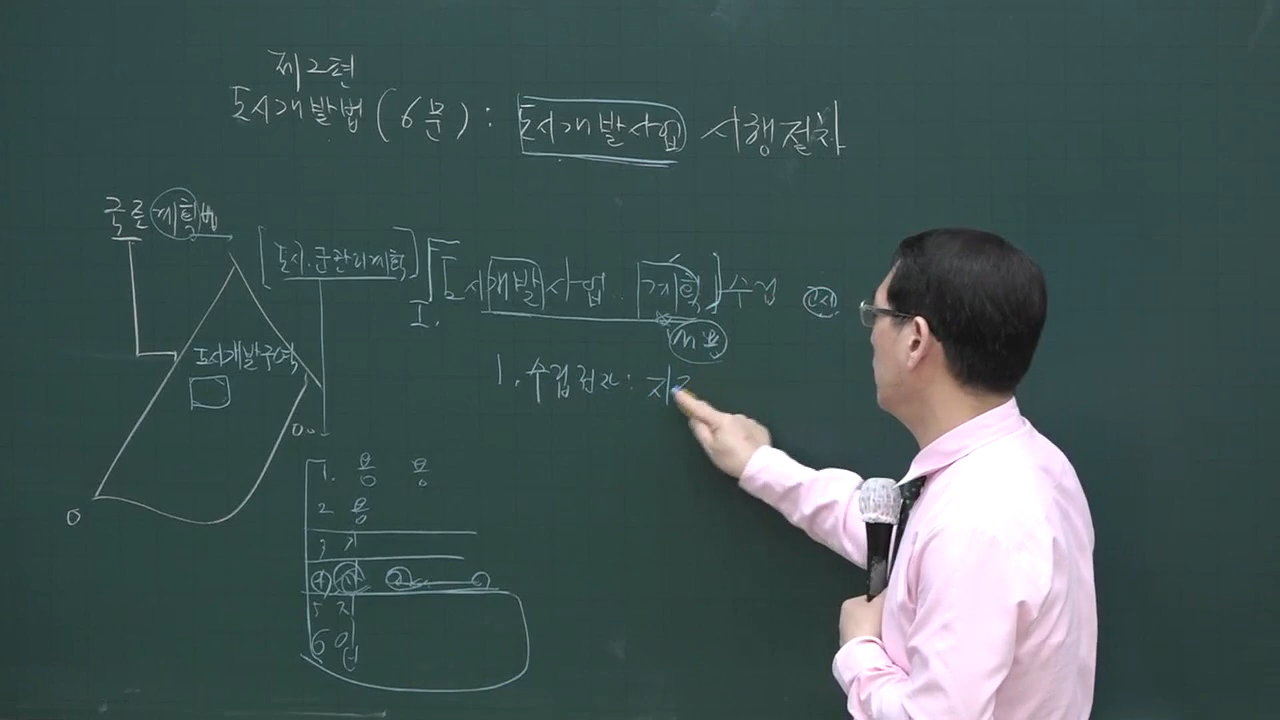 제2편
도시개발법 (6문) : 도시개발사업 시행절차
국토계획법
[도시·군관리계획]
I. [도시개발사업 계획] 수립
내용
도시개발구역
1. 수립권자 : 지
1. 용 용
2 용
3 ㄱ
4
5 지
6